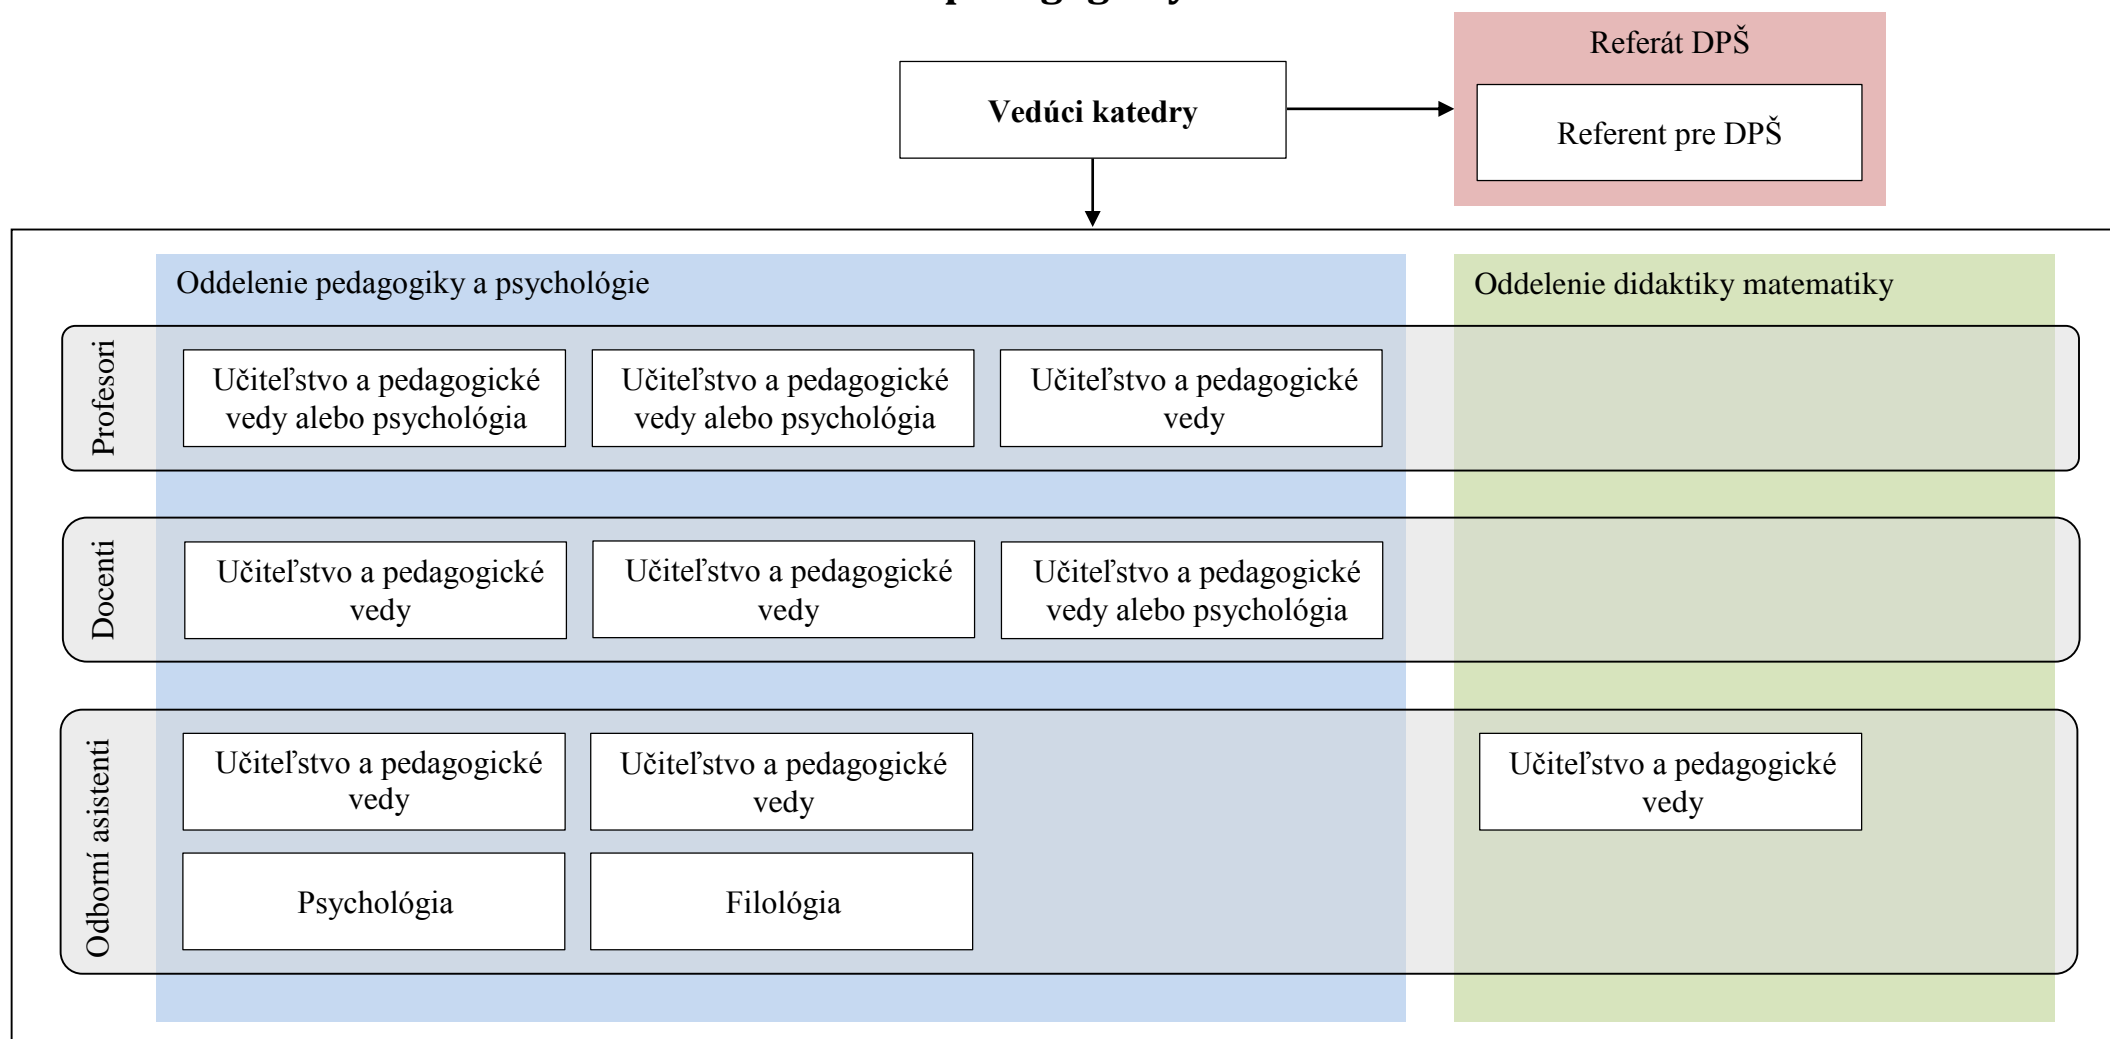 Referát DPŠ
Vedúci katedry
Referent pre DPŠ
Oddelenie pedagogiky a psychológie
Oddelenie didaktiky matematiky
Profesori
Učiteľstvo a pedagogické
vedy alebo psychológia
Učiteľstvo a pedagogické
vedy alebo psychológia
Učiteľstvo a pedagogické
vedy
Docenti
Učiteľstvo a pedagogické
vedy
Učiteľstvo a pedagogické
vedy
Učiteľstvo a pedagogické
vedy alebo psychológia
Odborní asistenti
Učiteľstvo a pedagogické
vedy
Učiteľstvo a pedagogické
vedy
Učiteľstvo a pedagogické
vedy
Psychológia
Filológia